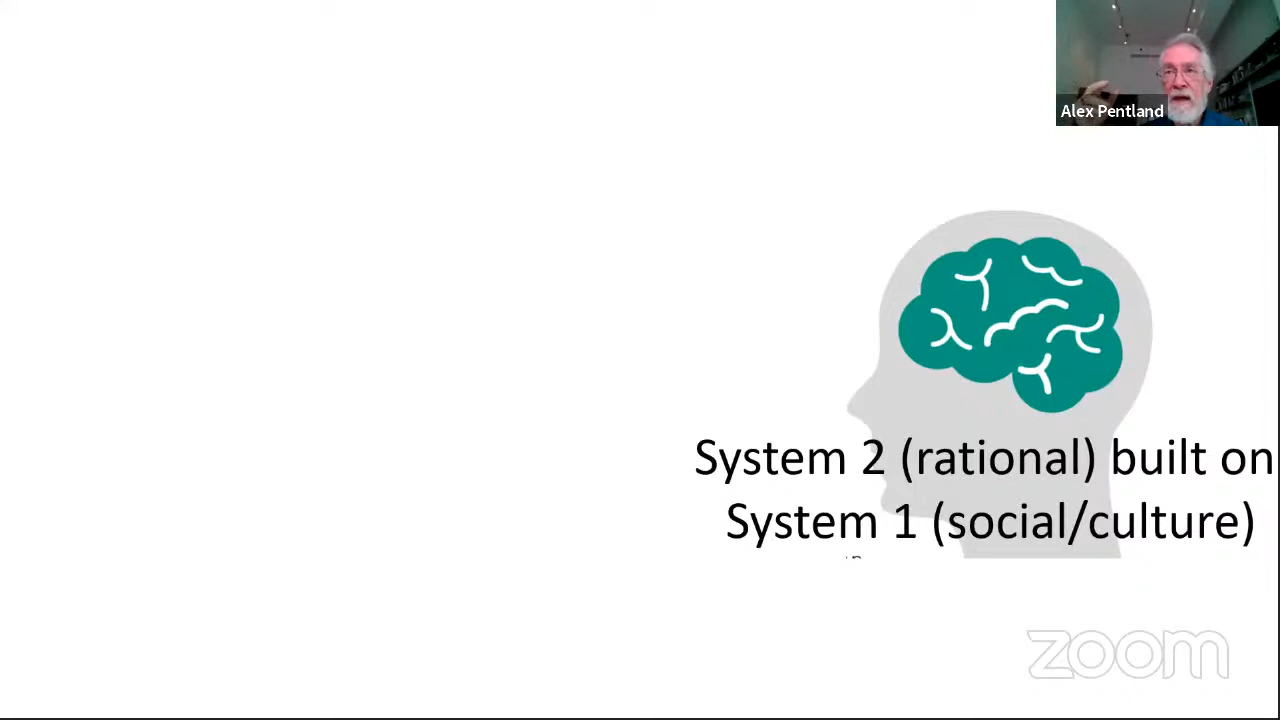 Alex Pentland
System 2 (rational) built on
System 1 (social/culture)
zoom